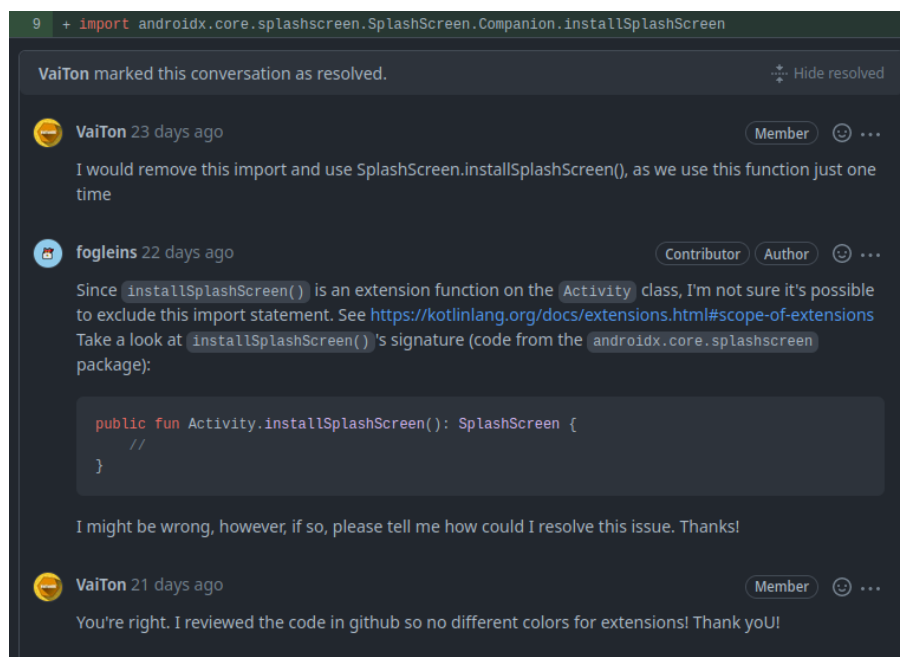 9 + import androidx.core.splashscreen.SplashScreen.Companion.installSplashScreen
VaiTon marked this conversation as resolved. Hide resolved
VaiTon 23 days ago Member
I would remove this import and use SplashScreen.installSplashScreen(), as we use this function just one
time
fogleins 22 days ago Contributor Author
Since installSplashScreen() is an extension function on the Activity class, I'm not sure it's possible
to exclude this import statement. See https://kotlinlang.org/docs/extensions.html#scope-of-extensions
Take a look at installSplashScreen() 's signature (code from the androidx.core.splashscreen
package):
public fun Activity.installSplashScreen(): SplashScreen {
//
}
I might be wrong, however, if so, please tell me how could I resolve this issue. Thanks!
VaiTon 21 days ago Member
You're right. I reviewed the code in github so no different colors for extensions! Thank yoU!